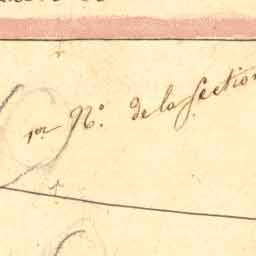 1er N.o de la Section